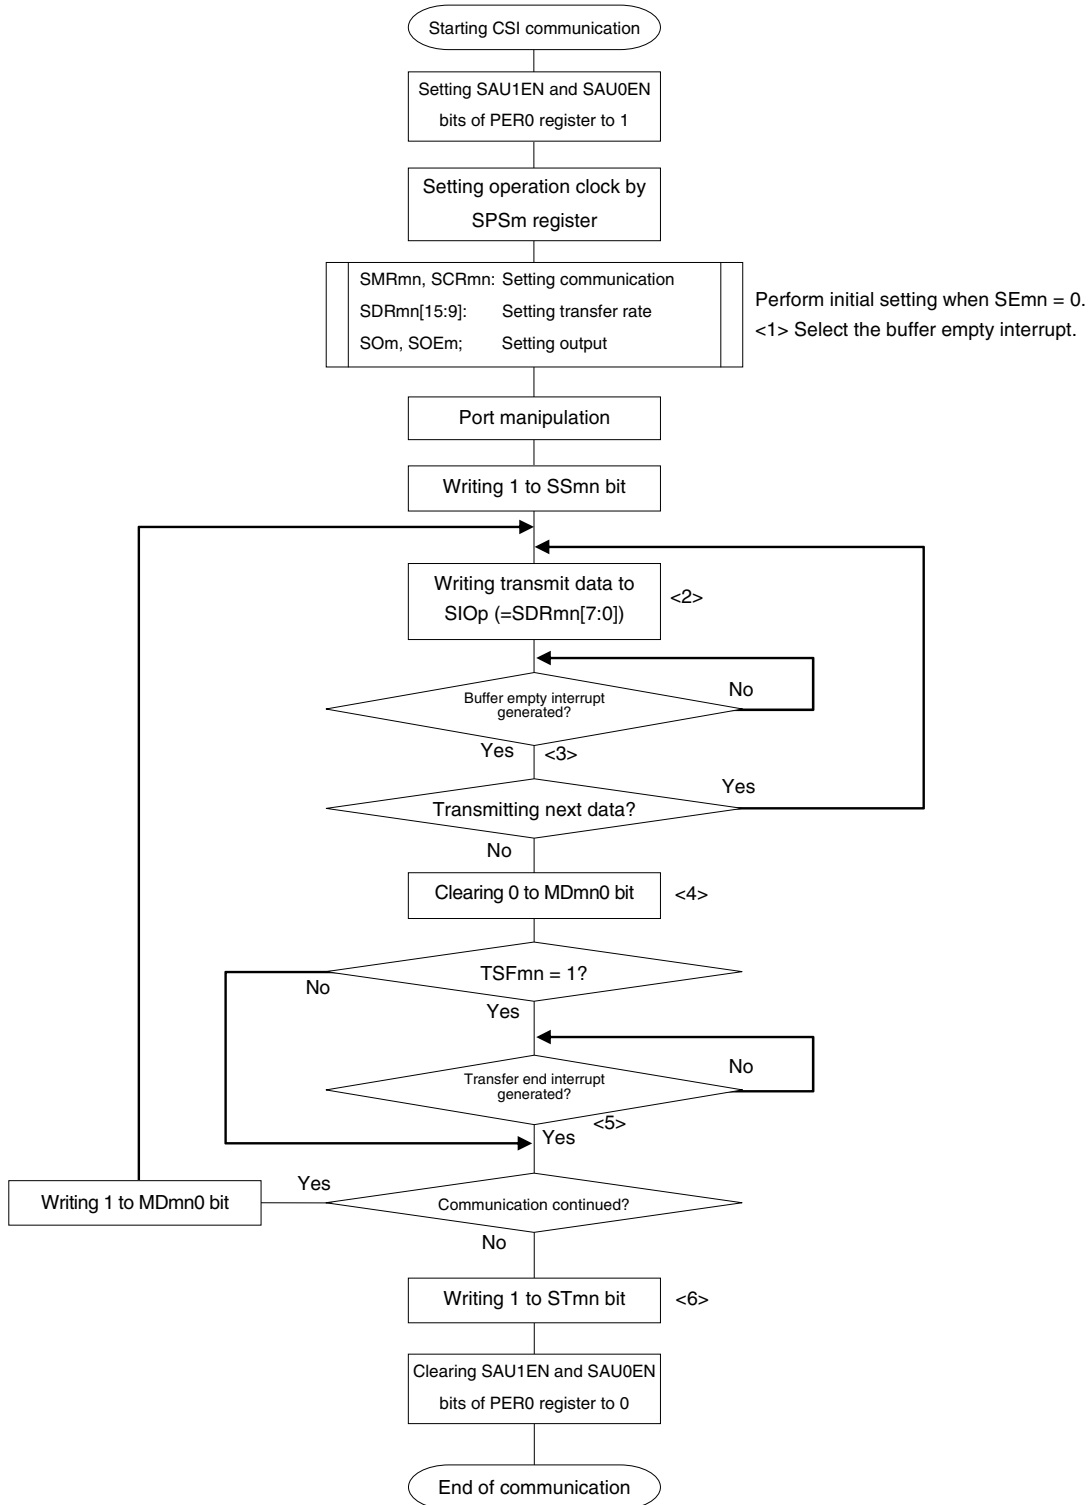 Starting CSI communication
Setting SAU1EN and SAU0EN
bits of PER0 register to 1
Setting operation clock by
SPSm register
SMRmn, SCRmn: Setting communication
SDRmn[15:9]: Setting transfer rate
SOm, SOEm; Setting output
Perform initial setting when SEmn = 0.
<1> Select the buffer empty interrupt.
Port manipulation
Writing 1 to SSmn bit
Writing transmit data to
SIOp (=SDRmn[7:0])
<2>
Buffer empty interrupt
generated?
No
Yes
<3>
Transmitting next data?
Yes
No
Clearing 0 to MDmn0 bit
<4>
TSFmn = 1?
No
Yes
Transfer end interrupt
generated?
No
<5>
Yes
Communication continued?
Yes
Writing 1 to MDmn0 bit
No
Writing 1 to STmn bit
<6>
Clearing SAU1EN and SAU0EN
bits of PER0 register to 0
End of communication